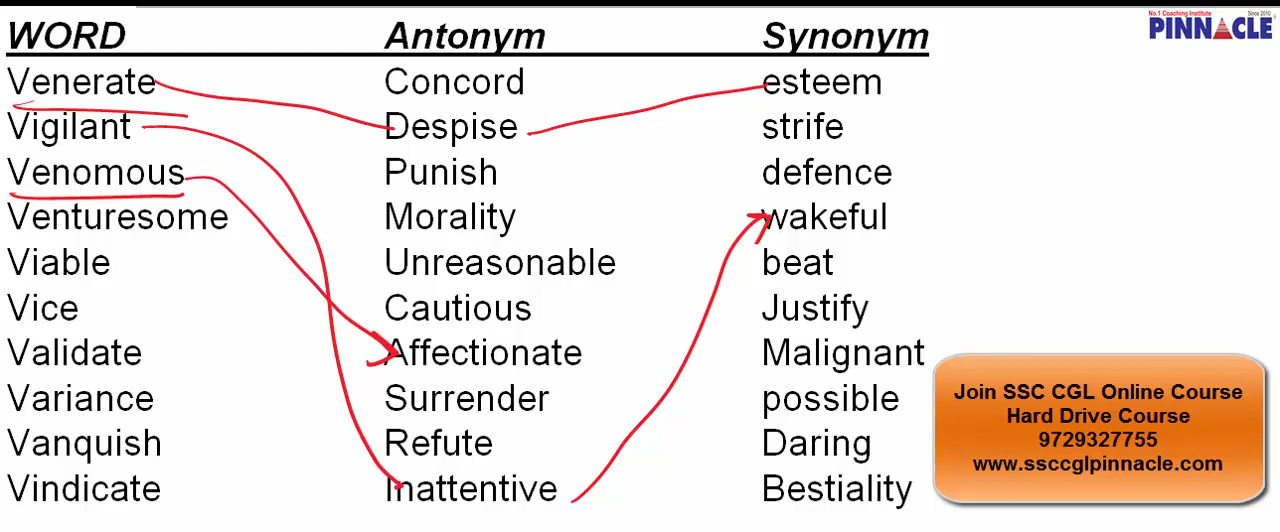 No.1 Coaching Institute Since 2010
PINNACLE
WORD Antonym Synonym
Venerate Concord esteem
Vigilant Despise strife
Venomous Punish defence
Venturesome Morality wakeful
Viable Unreasonable beat
Vice Cautious Justify
Validate Affectionate Malignant
Variance Surrender possible
Vanquish Refute Daring
Vindicate Inattentive Bestiality
Join SSC CGL Online Course
Hard Drive Course
9729327755
www.ssccglpinnacle.com